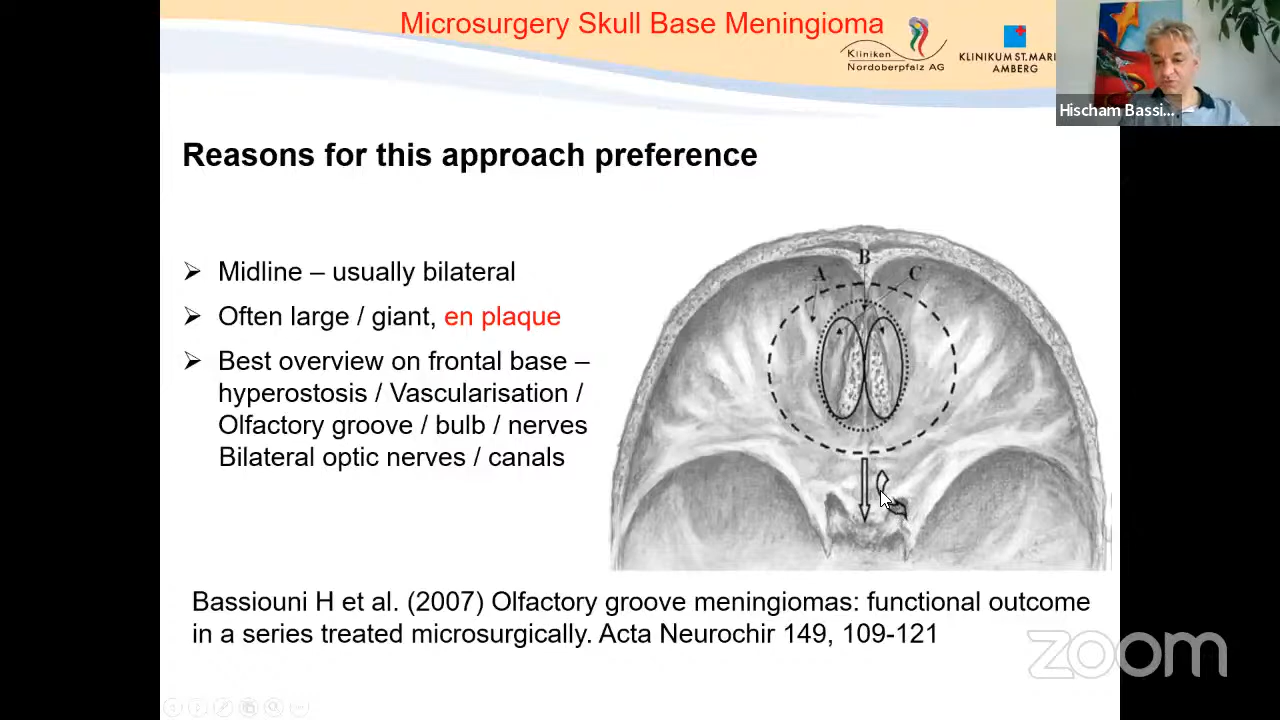 Microsurgery Skull Base Meningioma
Kliniken
Nordoberpfalz AG
KLINIKUM ST.MARI
AMBERG
Hischam Bassi...
Reasons for this approach preference
Midline – usually bilateral
Often large / giant, en plaque
Best overview on frontal base –
hyperostosis / Vascularisation /
Olfactory groove / bulb / nerves
Bilateral optic nerves / canals
A
B
C
Bassiouni H et al. (2007) Olfactory groove meningiomas: functional outcome
in a series treated microsurgically. Acta Neurochir 149, 109-121
zoom